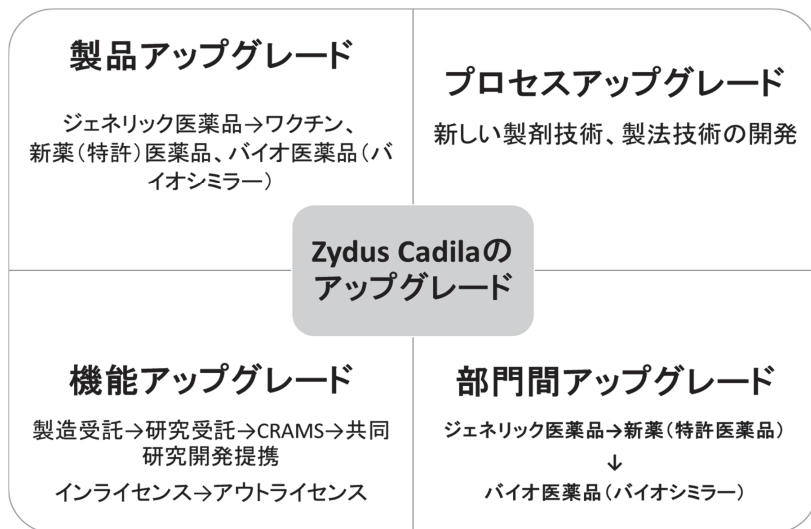 製品アップグレード
ジェネリック医薬品→ワクチン、
新薬(特許)医薬品、バイオ医薬品(バ
イオシミラー)
プロセスアップグレード
新しい製剤技術、製法技術の開発
Zydus Cadilaの
アップグレード
機能アップグレード
製造受託→研究受託→CRAMS→共同
研究開発提携
インライセンス→アウトライセンス
部門間アップグレード
ジェネリック医薬品→新薬(特許医薬品)
↓
バイオ医薬品(バイオシミラー)